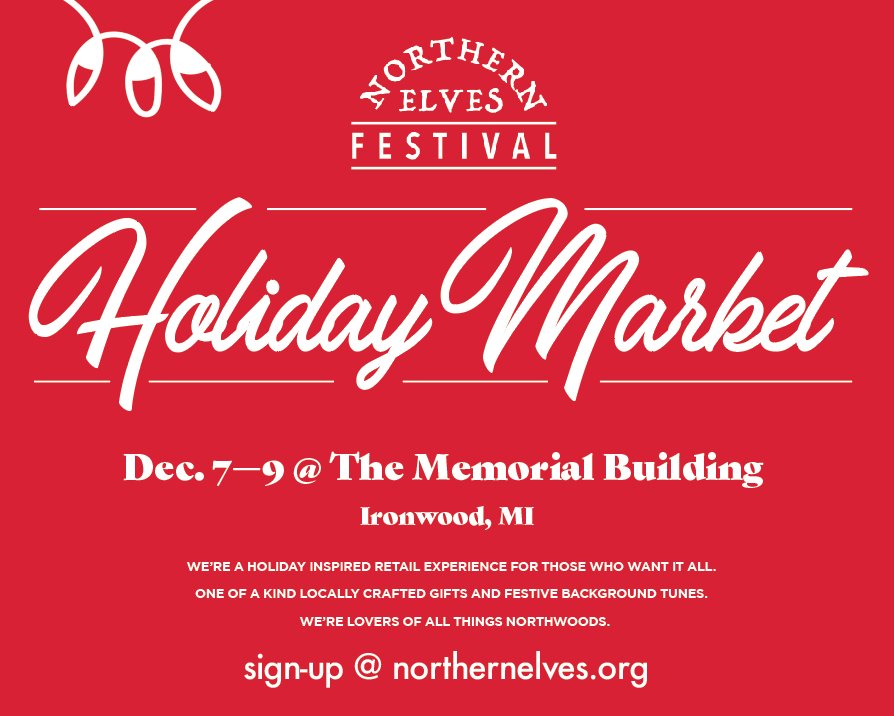 NORTHERN
ELVES
FESTIVAL
Holiday Market
Dec. 7—9 @ The Memorial Building
Ironwood, MI
WE'RE A HOLIDAY INSPIRED RETAIL EXPERIENCE FOR THOSE WHO WANT IT ALL.
ONE OF A KIND LOCALLY CRAFTED GIFTS AND FESTIVE BACKGROUND TUNES.
WE'RE LOVERS OF ALL THINGS NORTHWOODS.
sign-up @ northernelves.org